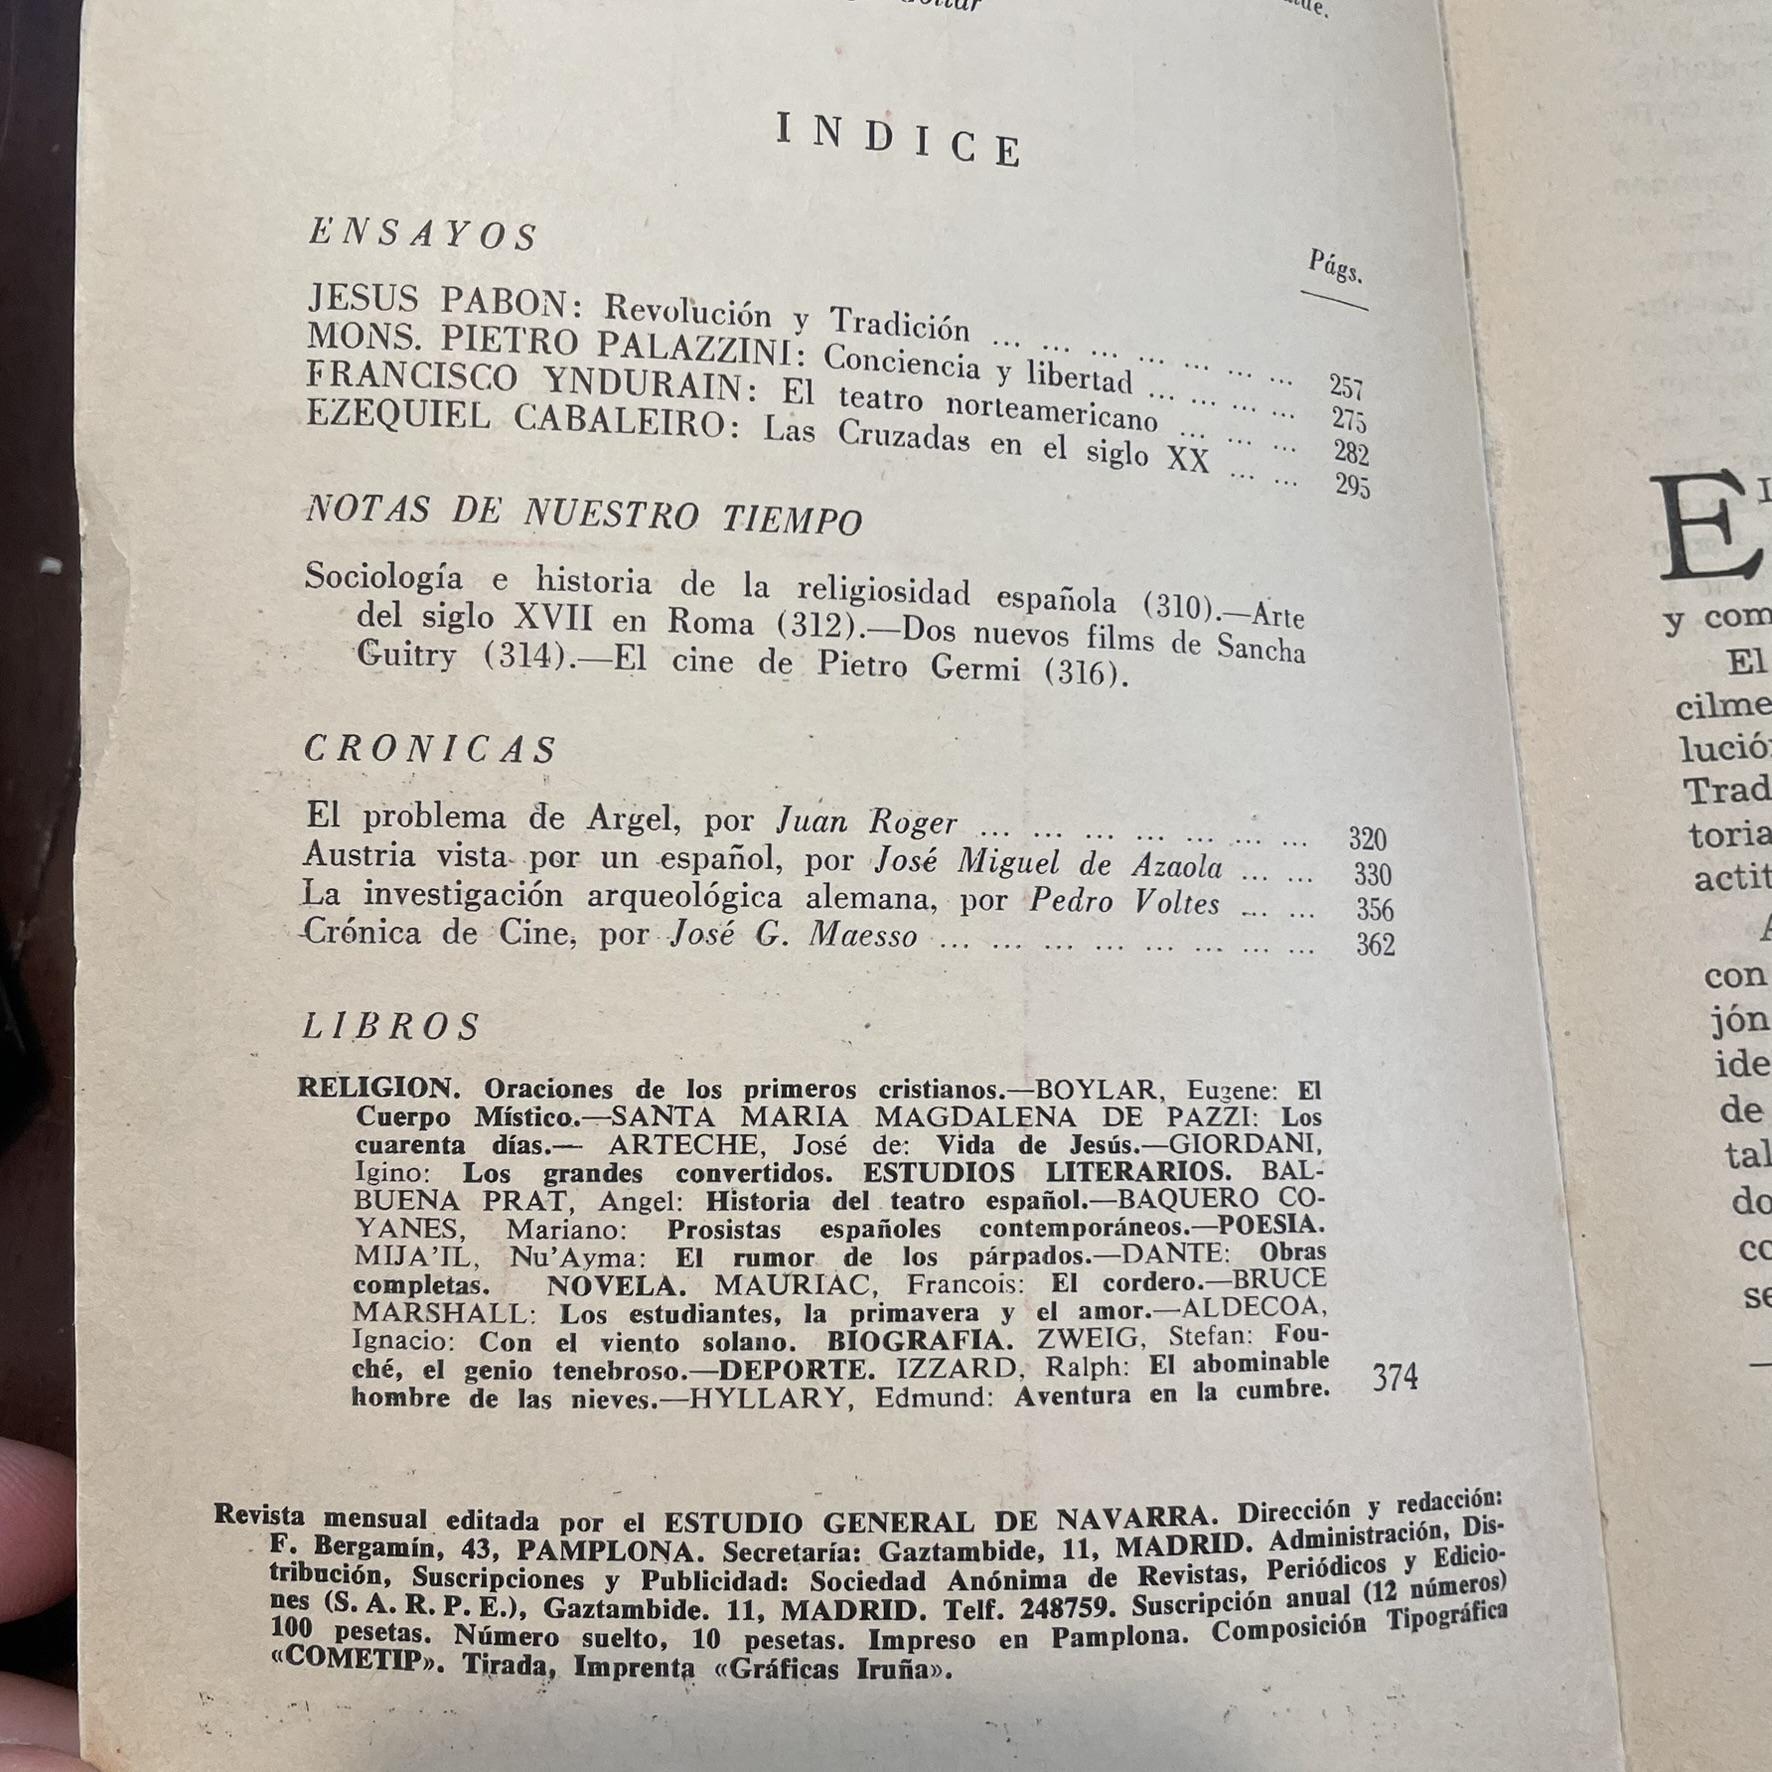 INDICE
ENSAYOS
Págs.
JESUS PABON: Revolución y Tradición ... ... ... ... ... ... ... 257
MONS. PIETRO PALAZZINI: Conciencia y libertad ... ... ... ... 275
FRANCISCO YNDURAIN: El teatro norteamericano ... ... ... 282
EZEQUIEL CABALEIRO: Las Cruzadas en el siglo XX ... ... 295
NOTAS DE NUESTRO TIEMPO
Sociología e historia de la religiosidad española (310).—Arte
del siglo XVII en Roma (312).—Dos nuevos films de Sancha
Guitry (314).—El cine de Pietro Germi (316).
CRONICAS
El problema de Argel, por Juan Roger ... ... ... ... ... ... ... 320
Austria vista por un español, por José Miguel de Azaola ... ... 330
La investigación arqueológica alemana, por Pedro Voltes ... ... 356
Crónica de Cine, por José G. Maesso ... ... ... ... ... ... ... ... 362
LIBROS
RELIGION. Oraciones de los primeros cristianos.—BOYLAR, Eugene: El
Cuerpo Místico.—SANTA MARIA MAGDALENA DE PAZZI: Los
cuarenta días.— ARTECHE, José de: Vida de Jesús.—GIORDANI,
Igino: Los grandes convertidos. ESTUDIOS LITERARIOS. BAL-
BUENA PRAT, Angel: Historia del teatro español.—BAQUERO CO-
YANES, Mariano: Prosistas españoles contemporáneos.—POESIA.
MIJA'IL, Nu'Ayma: El rumor de los párpados.—DANTE: Obras
completas. NOVELA. MAURIAC, Francois: El cordero.—BRUCE
MARSHALL: Los estudiantes, la primavera y el amor.—ALDECOA,
Ignacio: Con el viento solano. BIOGRAFIA. ZWEIG, Stefan: Fou-
ché, el genio tenebroso.—DEPORTE. IZZARD, Ralph: El abominable
hombre de las nieves.—HYLLARY, Edmund: Aventura en la cumbre. 374
Revista mensual editada por el ESTUDIO GENERAL DE NAVARRA. Dirección y redacción:
F. Bergamín, 43, PAMPLONA. Secretaría: Gaztambide, 11, MADRID. Administración, Dis-
tribución, Suscripciones y Publicidad: Sociedad Anónima de Revistas, Periódicos y Edicio-
nes (S. A. R. P. E.), Gaztambide. 11, MADRID. Telf. 248759. Suscripción anual (12 números)
100 pesetas. Número suelto, 10 pesetas. Impreso en Pamplona. Composición Tipográfica
«COMETIP». Tirada, Imprenta «Gráficas Iruña».
E
y com
El
cilme
lució
Trad
toria
actit
A
con
jón
ide
de
tal
do
co
se